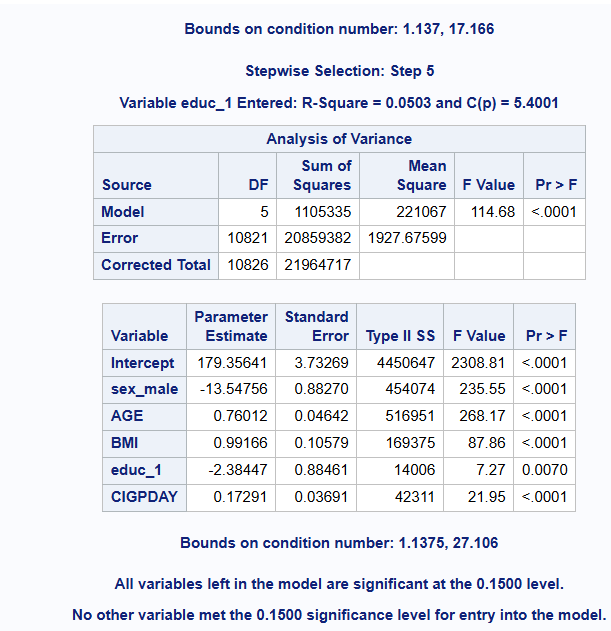 Bounds on condition number: 1.137, 17.166
Stepwise Selection: Step 5
Variable educ_1 Entered: R-Square = 0.0503 and C(p) = 5.4001
Analysis of Variance
Source DF Sum of Squares Mean Square F Value Pr > F
Model 5 1105335 221067 114.68 <.0001
Error 10821 20859382 1927.67599
Corrected Total 10826 21964717
Variable Parameter Estimate Standard Error Type II SS F Value Pr > F
Intercept 179.35641 3.73269 4450647 2308.81 <.0001
sex_male -13.54756 0.88270 454074 235.55 <.0001
AGE 0.76012 0.04642 516951 268.17 <.0001
BMI 0.99166 0.10579 169375 87.86 <.0001
educ_1 -2.38447 0.88461 14006 7.27 0.0070
CIGPDAY 0.17291 0.03691 42311 21.95 <.0001
Bounds on condition number: 1.1375, 27.106
All variables left in the model are significant at the 0.1500 level.
No other variable met the 0.1500 significance level for entry into the model.